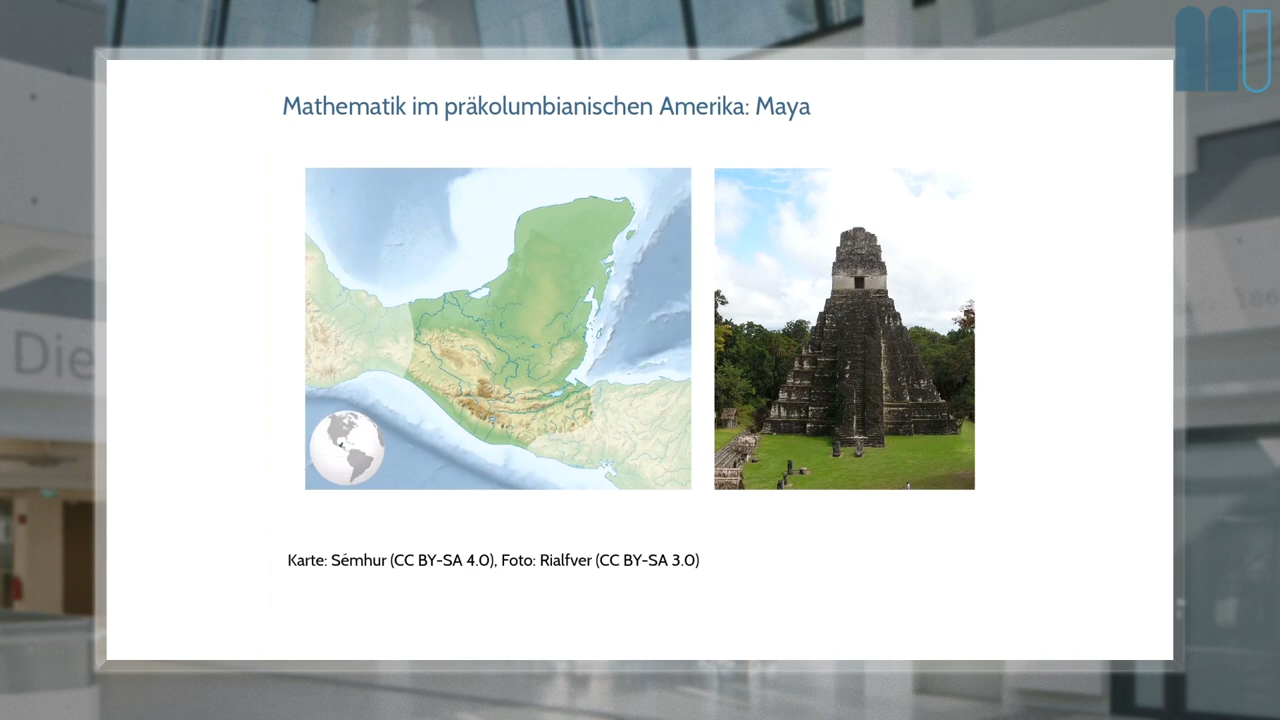 Mathematik im präkolumbianischen Amerika: Maya
Die
Karte: Sémhur (CC BY-SA 4.0), Foto: Rialfver (CC BY-SA 3.0)